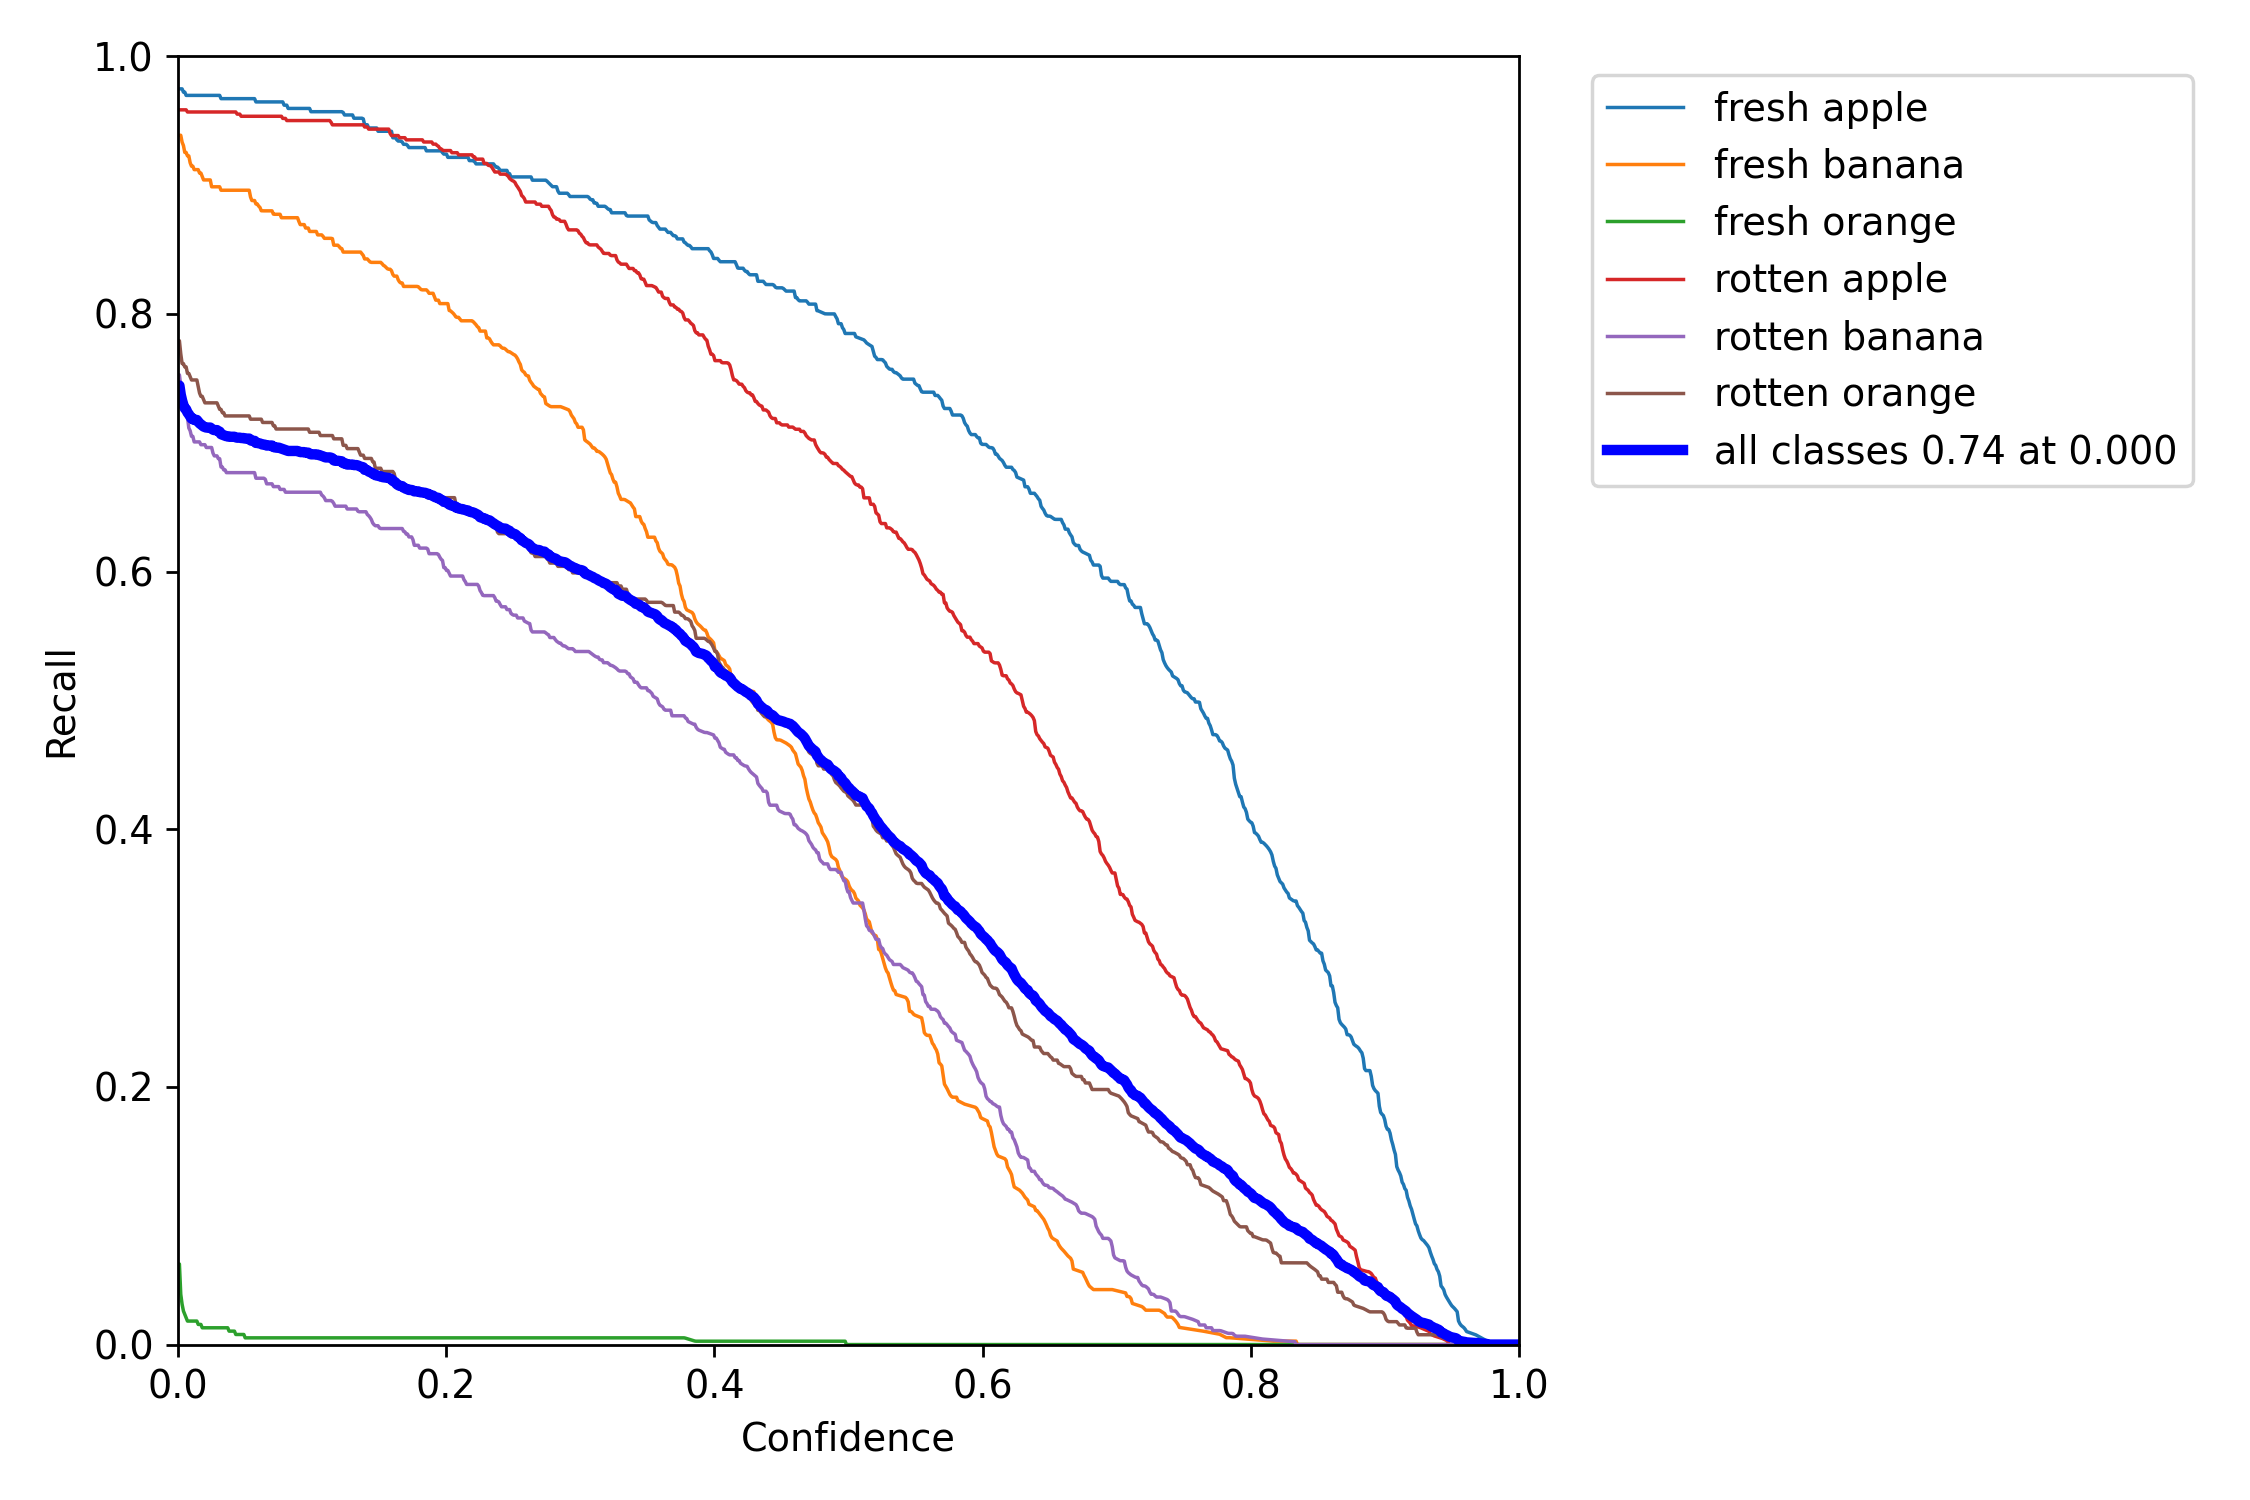 1.0
0.8
0.6
0.4
0.2
0.0
Recall
0.0 0.2 0.4 0.6 0.8 1.0
Confidence
fresh apple
fresh banana
fresh orange
rotten apple
rotten banana
rotten orange
all classes 0.74 at 0.000